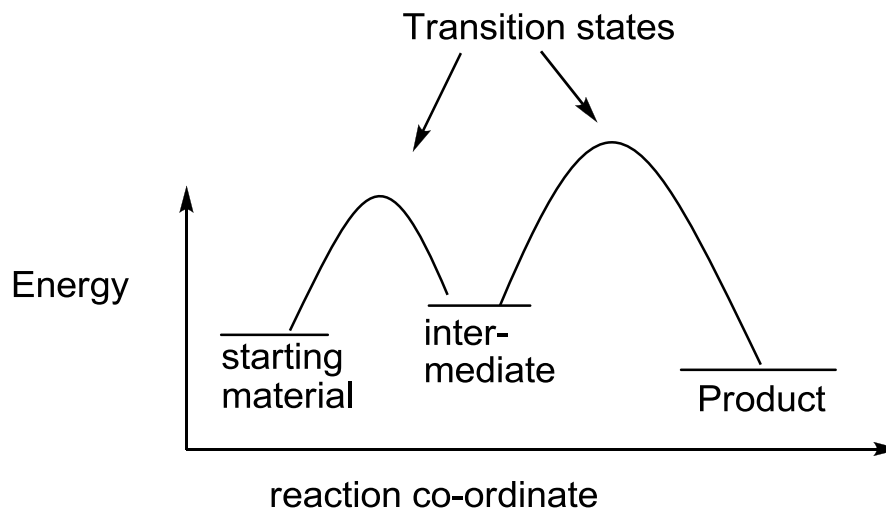 Transition states
Energy
starting
material
inter-
mediate
Product
reaction co-ordinate